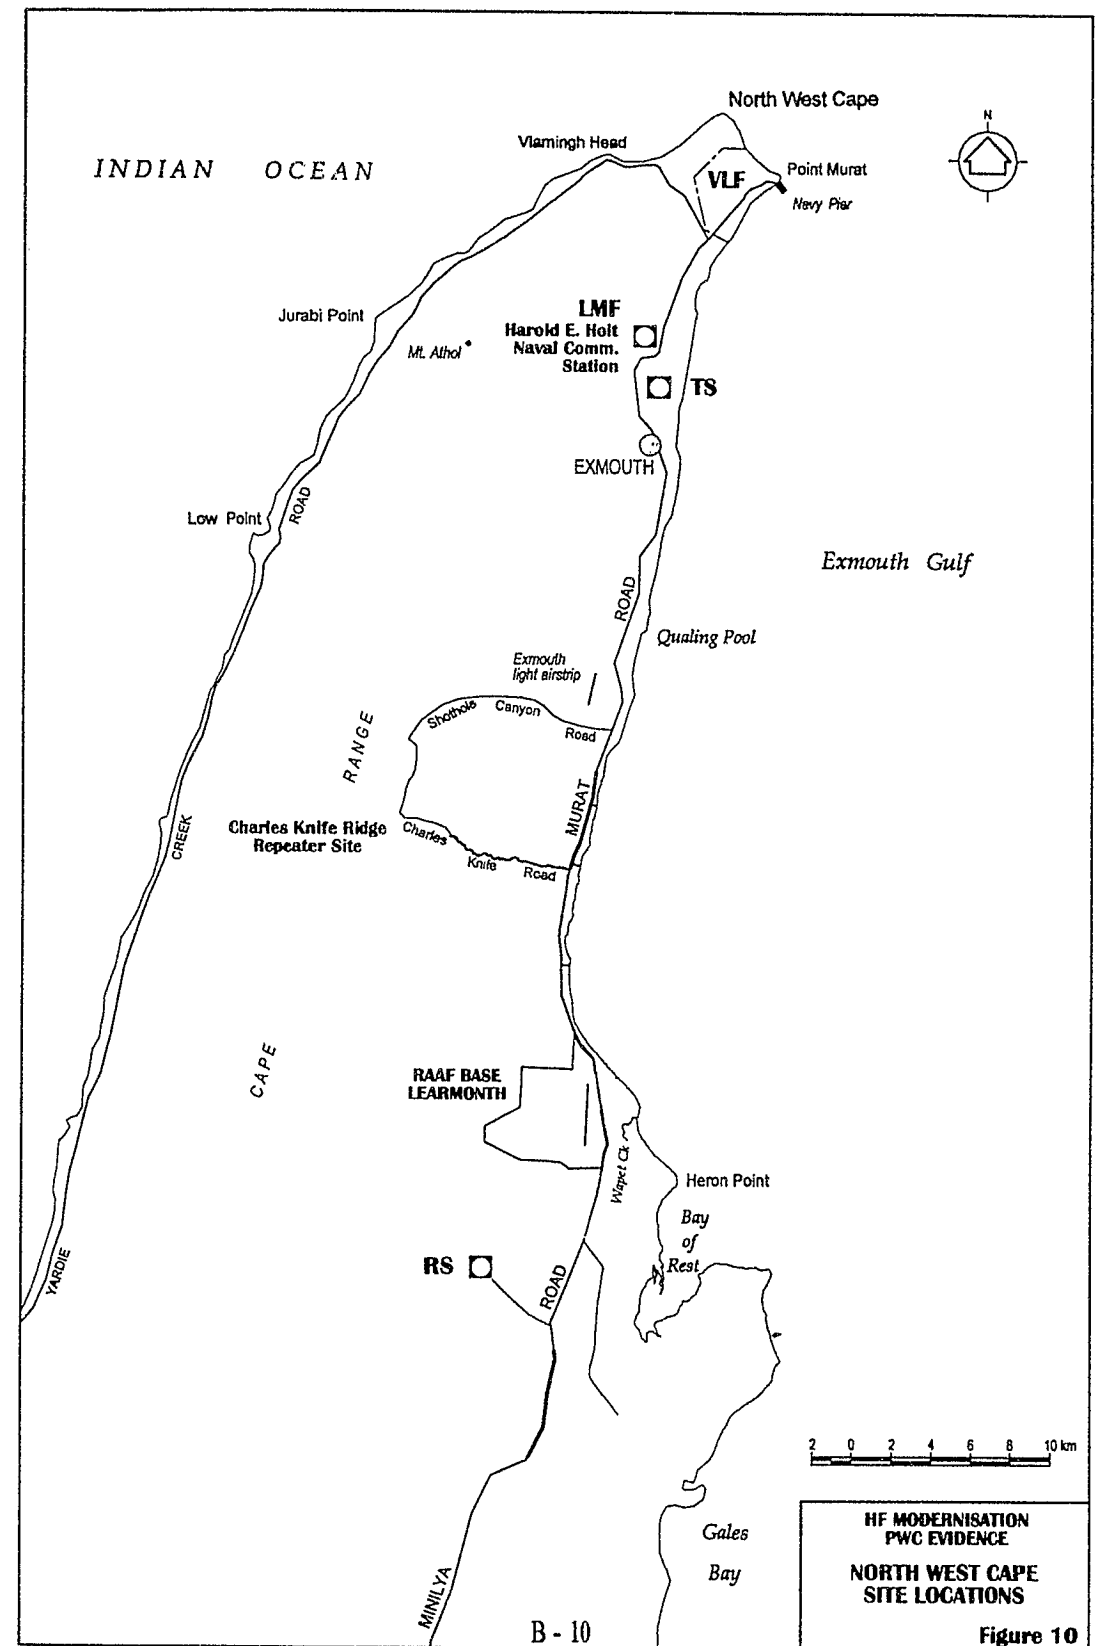 North West Cape
N
Vlamingh Head
INDIAN OCEAN
VLF
Point Murat
Navy Pier
LMF
Harold E. Holt
Naval Comm.
Station
Jurabi Point
Mt. Athol
TS
EXMOUTH
Low Point
ROAD
Exmouth Gulf
ROAD
Qualing Pool
Exmouth
light airstrip
Shothole Canyon Road
RANGE
MURAT
Charles Knife Ridge
Repeater Site
Charles Knife Road
CREEK
CAPE
RAAF BASE
LEARMONTH
Wapet Ck
Heron Point
Bay
of
Rest
YARDIE
RS
ROAD
2 0 2 4 6 8 10 km
MINILYA
Gales
Bay
HF MODERNISATION
PWC EVIDENCE
NORTH WEST CAPE
SITE LOCATIONS
Figure 10
B - 10